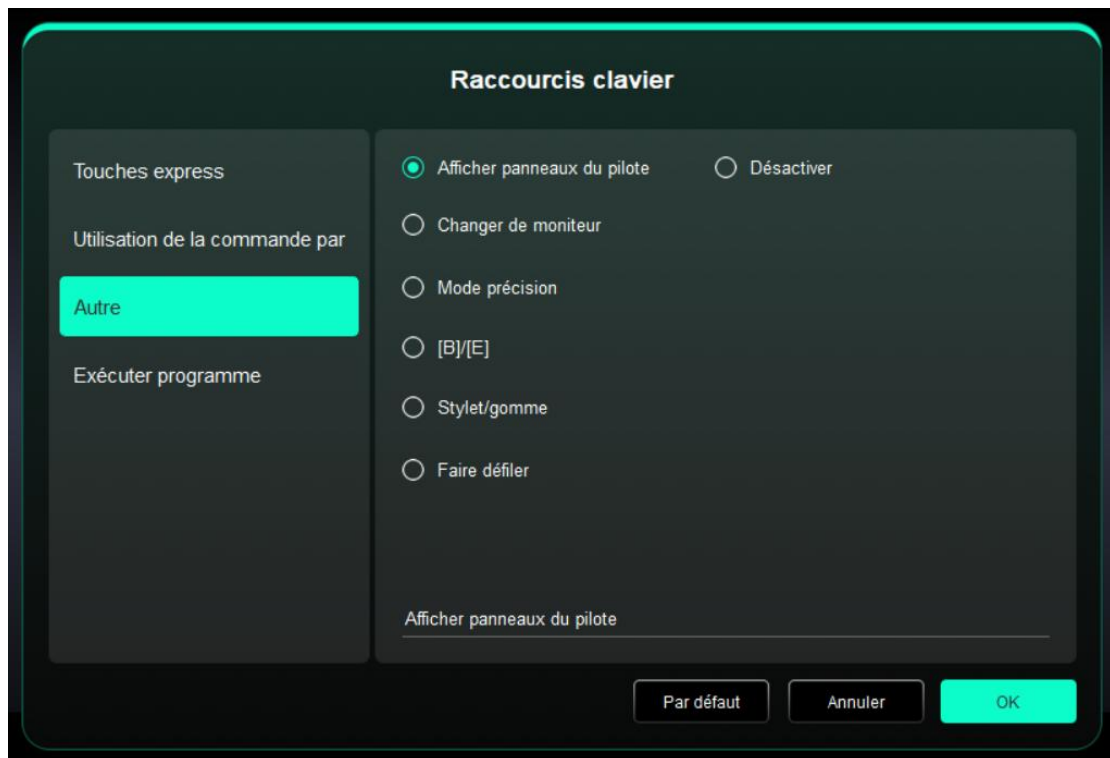 Raccourcis clavier
Touches express
Utilisation de la commande par
Autre
Exécuter programme
Afficher panneaux du pilote
Désactiver
Changer de moniteur
Mode précision
[B]/[E]
Stylet/gomme
Faire défiler
Afficher panneaux du pilote
Par défaut
Annuler
OK